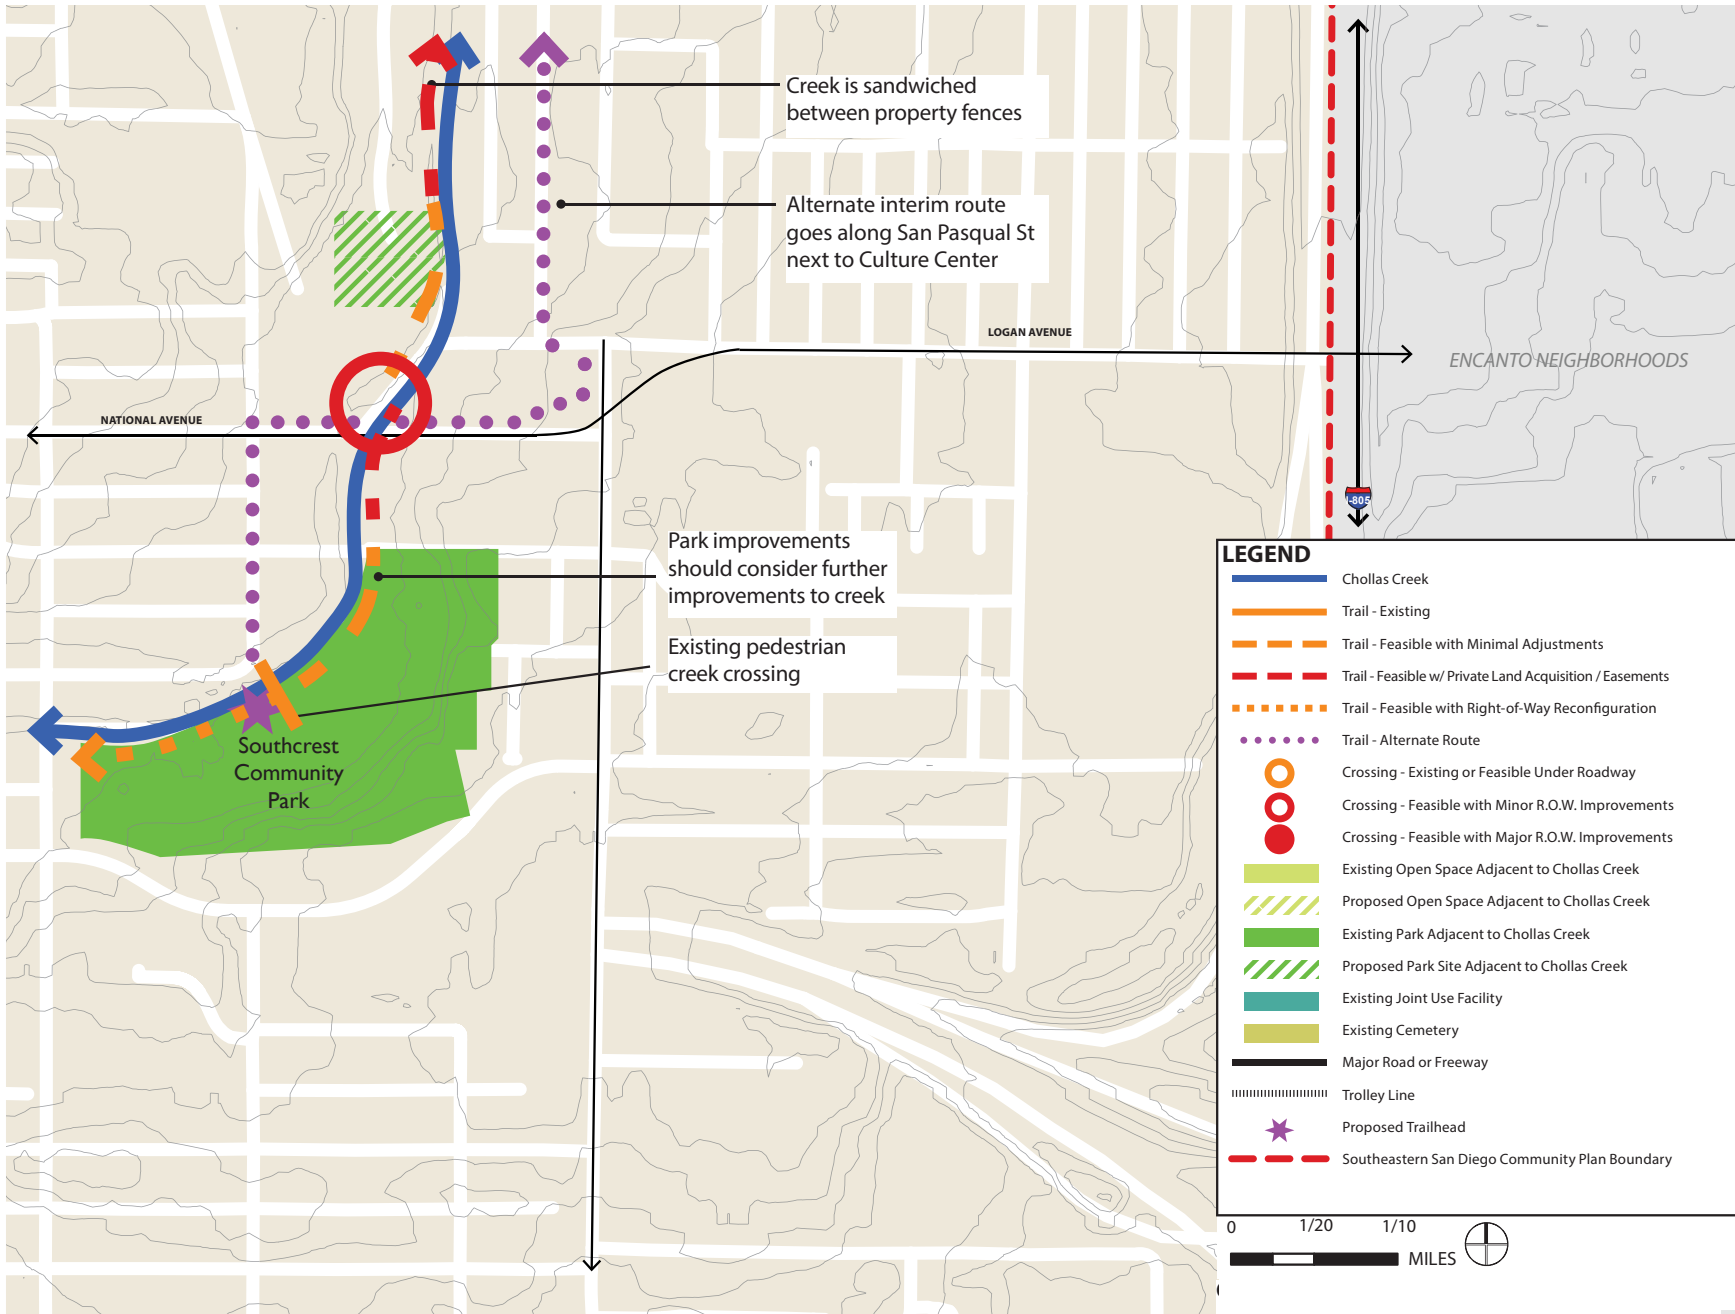 Creek is sandwiched
between property fences
Alternate interim route
goes along San Pasqual St
next to Culture Center
LOGAN AVENUE
ENCANTO NEIGHBORHOODS
NATIONAL AVENUE
I-805
Park improvements
should consider further
improvements to creek
Existing pedestrian
creek crossing
Southcrest
Community
Park
LEGEND
Chollas Creek
Trail - Existing
Trail - Feasible with Minimal Adjustments
Trail - Feasible w/ Private Land Acquisition / Easements
Trail - Feasible with Right-of-Way Reconfiguration
Trail - Alternate Route
Crossing - Existing or Feasible Under Roadway
Crossing - Feasible with Minor R.O.W. Improvements
Crossing - Feasible with Major R.O.W. Improvements
Existing Open Space Adjacent to Chollas Creek
Proposed Open Space Adjacent to Chollas Creek
Existing Park Adjacent to Chollas Creek
Proposed Park Site Adjacent to Chollas Creek
Existing Joint Use Facility
Existing Cemetery
Major Road or Freeway
Trolley Line
Proposed Trailhead
Southeastern San Diego Community Plan Boundary
0 1/20 1/10
MILES